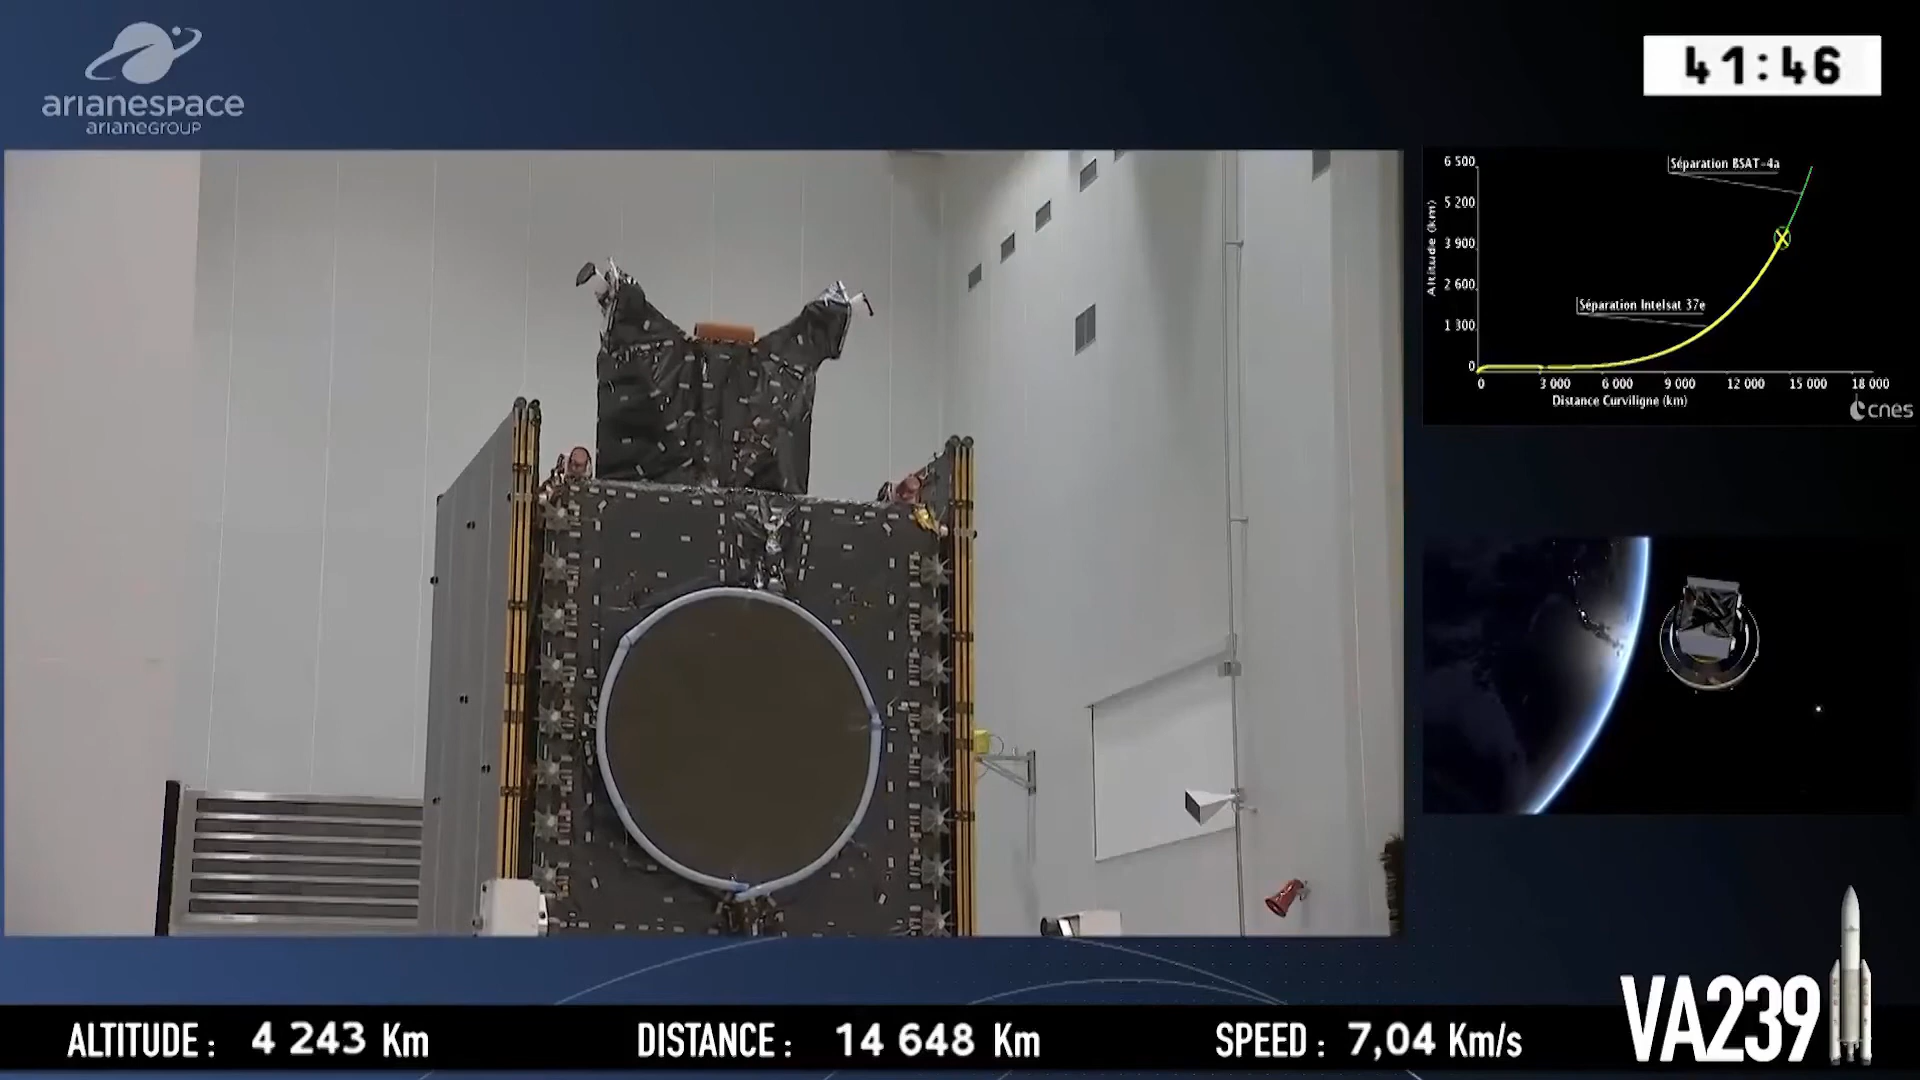 arianespace
arianeGROUP
41:46
6 500
5 200
3 900
2 600
1 300
0
Altitude (km)
Séparation BSAT-4a
Séparation Intelsat 37e
0 3 000 6 000 9 000 12 000 15 000 18 000
Distance Curviligne (km)
cnes
VA239
ALTITUDE : 4 243 Km DISTANCE : 14 648 Km SPEED : 7,04 Km/s